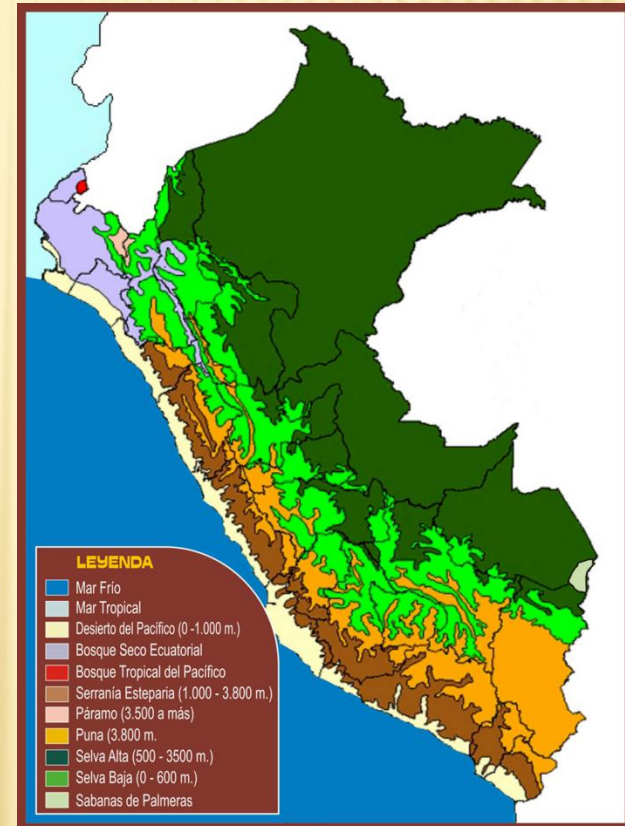 LEYENDA
Mar Frío
Mar Tropical
Desierto del Pacífico (0 -1.000 m.)
Bosque Seco Ecuatorial
Bosque Tropical del Pacífico
Serranía Esteparia (1.000 - 3.800 m.)
Páramo (3.500 a más)
Puna (3.800 m.
Selva Alta (500 - 3500 m.)
Selva Baja (0 - 600 m.)
Sabanas de Palmeras